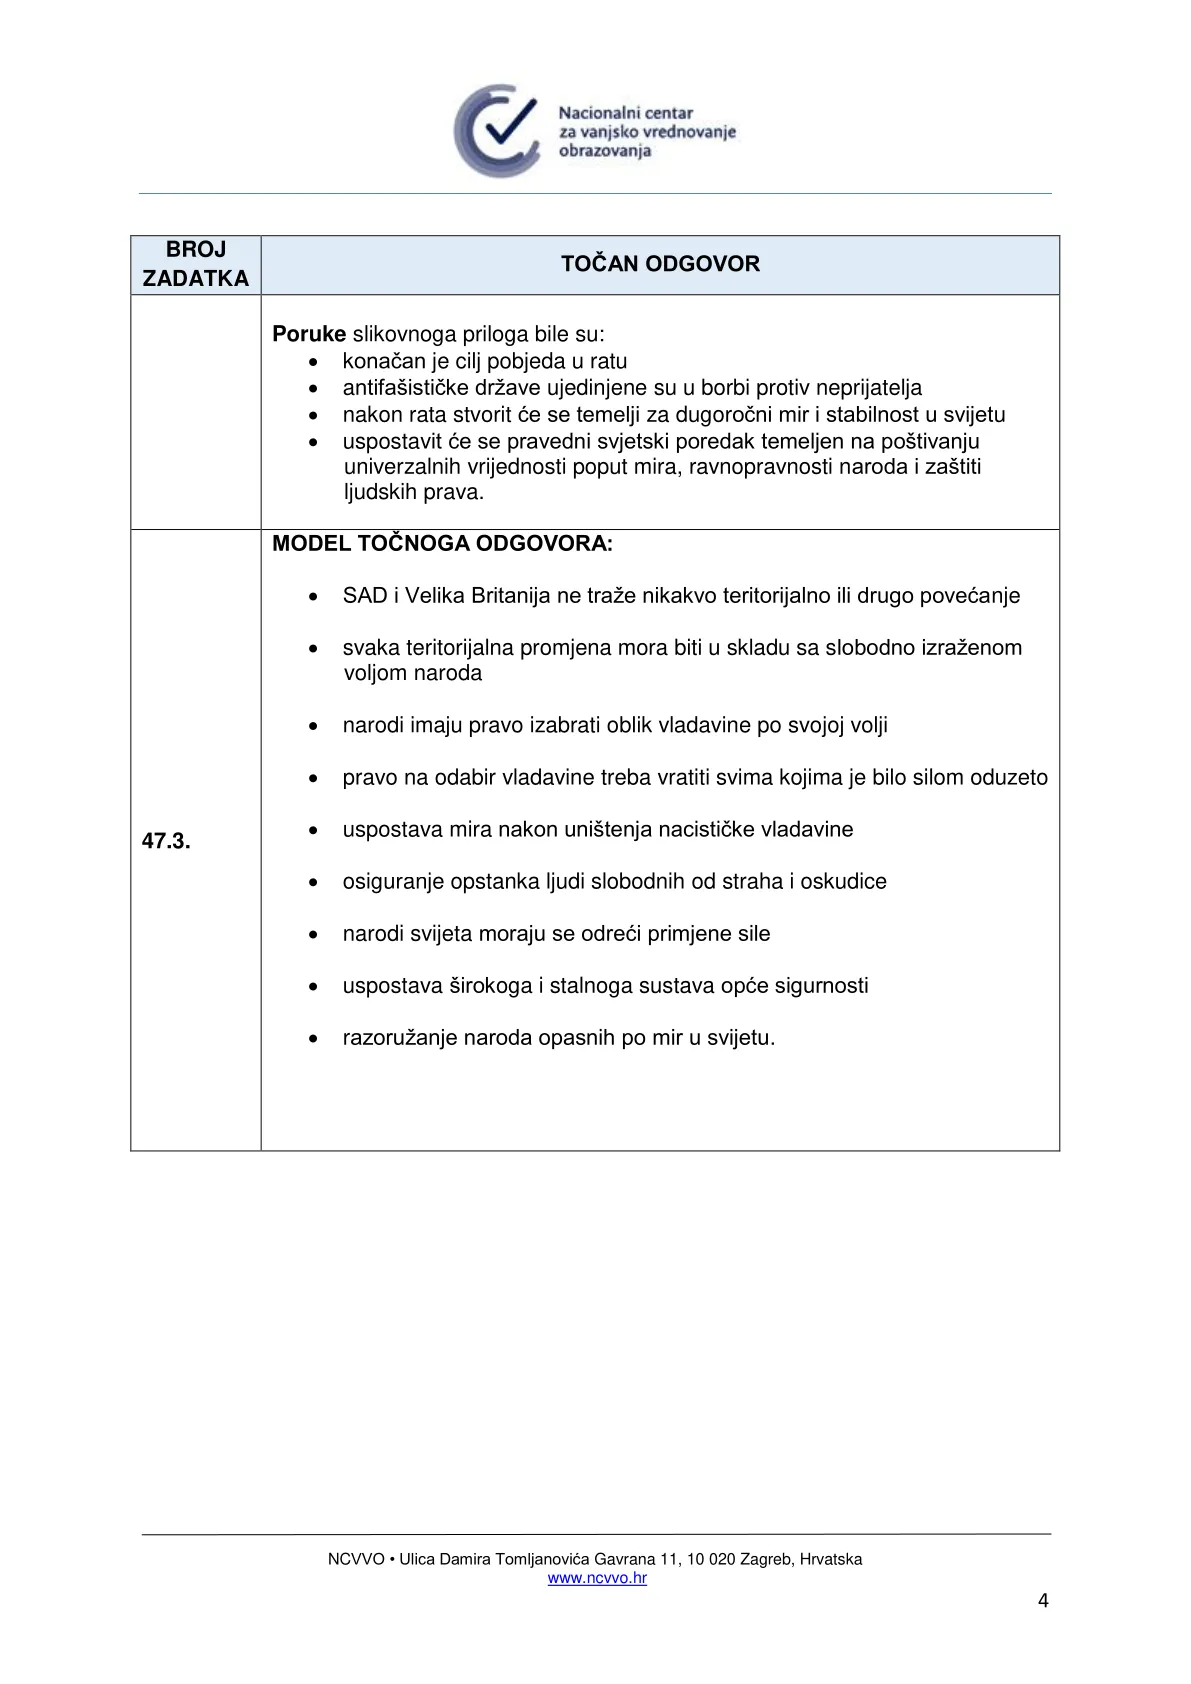 Nacionalni centar
za vanjsko vrednovanje
obrazovanja
BROJ
ZADATKA
TOČAN ODGOVOR
Poruke slikovnoga priloga bile su:
• konačan je cilj pobjeda u ratu
• antifašističke države ujedinjene su u borbi protiv neprijatelja
• nakon rata stvorit će se temelji za dugoročni mir i stabilnost u svijetu
• uspostavit će se pravedni svjetski poredak temeljen na poštivanju
univerzalnih vrijednosti poput mira, ravnopravnosti naroda i zaštiti
ljudskih prava.
47.3.
MODEL TOČNOGA ODGOVORA:
• SAD i Velika Britanija ne traže nikakvo teritorijalno ili drugo povećanje
• svaka teritorijalna promjena mora biti u skladu sa slobodno izraženom
voljom naroda
• narodi imaju pravo izabrati oblik vladavine po svojoj volji
• pravo na odabir vladavine treba vratiti svima kojima je bilo silom oduzeto
• uspostava mira nakon uništenja nacističke vladavine
• osiguranje opstanka ljudi slobodnih od straha i oskudice
• narodi svijeta moraju se odreći primjene sile
• uspostava širokoga i stalnoga sustava opće sigurnosti
• razoružanje naroda opasnih po mir u svijetu.
NCVVO • Ulica Damira Tomljanovića Gavrana 11, 10 020 Zagreb, Hrvatska
www.ncvvo.hr
4